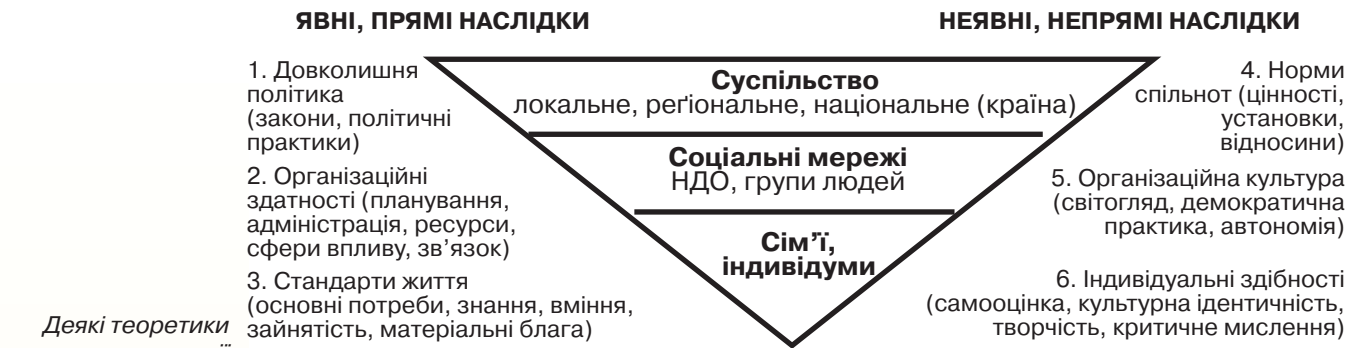 ЯВНІ, ПРЯМІ НАСЛІДКИ
НЕЯВНІ, НЕПРЯМІ НАСЛІДКИ
1. Довколишня
політика
(закони, політичні
практики)
2. Організаційні
здатності (планування,
адміністрація, ресурси,
сфери впливу, зв’язок)
3. Стандарти життя
(основні потреби, знання, вміння,
зайнятість, матеріальні блага)
Суспільство
локальне, реґіональне, національне (країна)
Соціальні мережі
НДО, групи людей
Сім’ї,
індивідуми
4. Норми
спільнот (цінності,
установки,
відносини)
5. Організаційна культура
(світогляд, демократична
практика, автономія)
6. Індивідуальні здібності
(самооцінка, культурна ідентичність,
творчість, критичне мислення)
Деякі теоретики